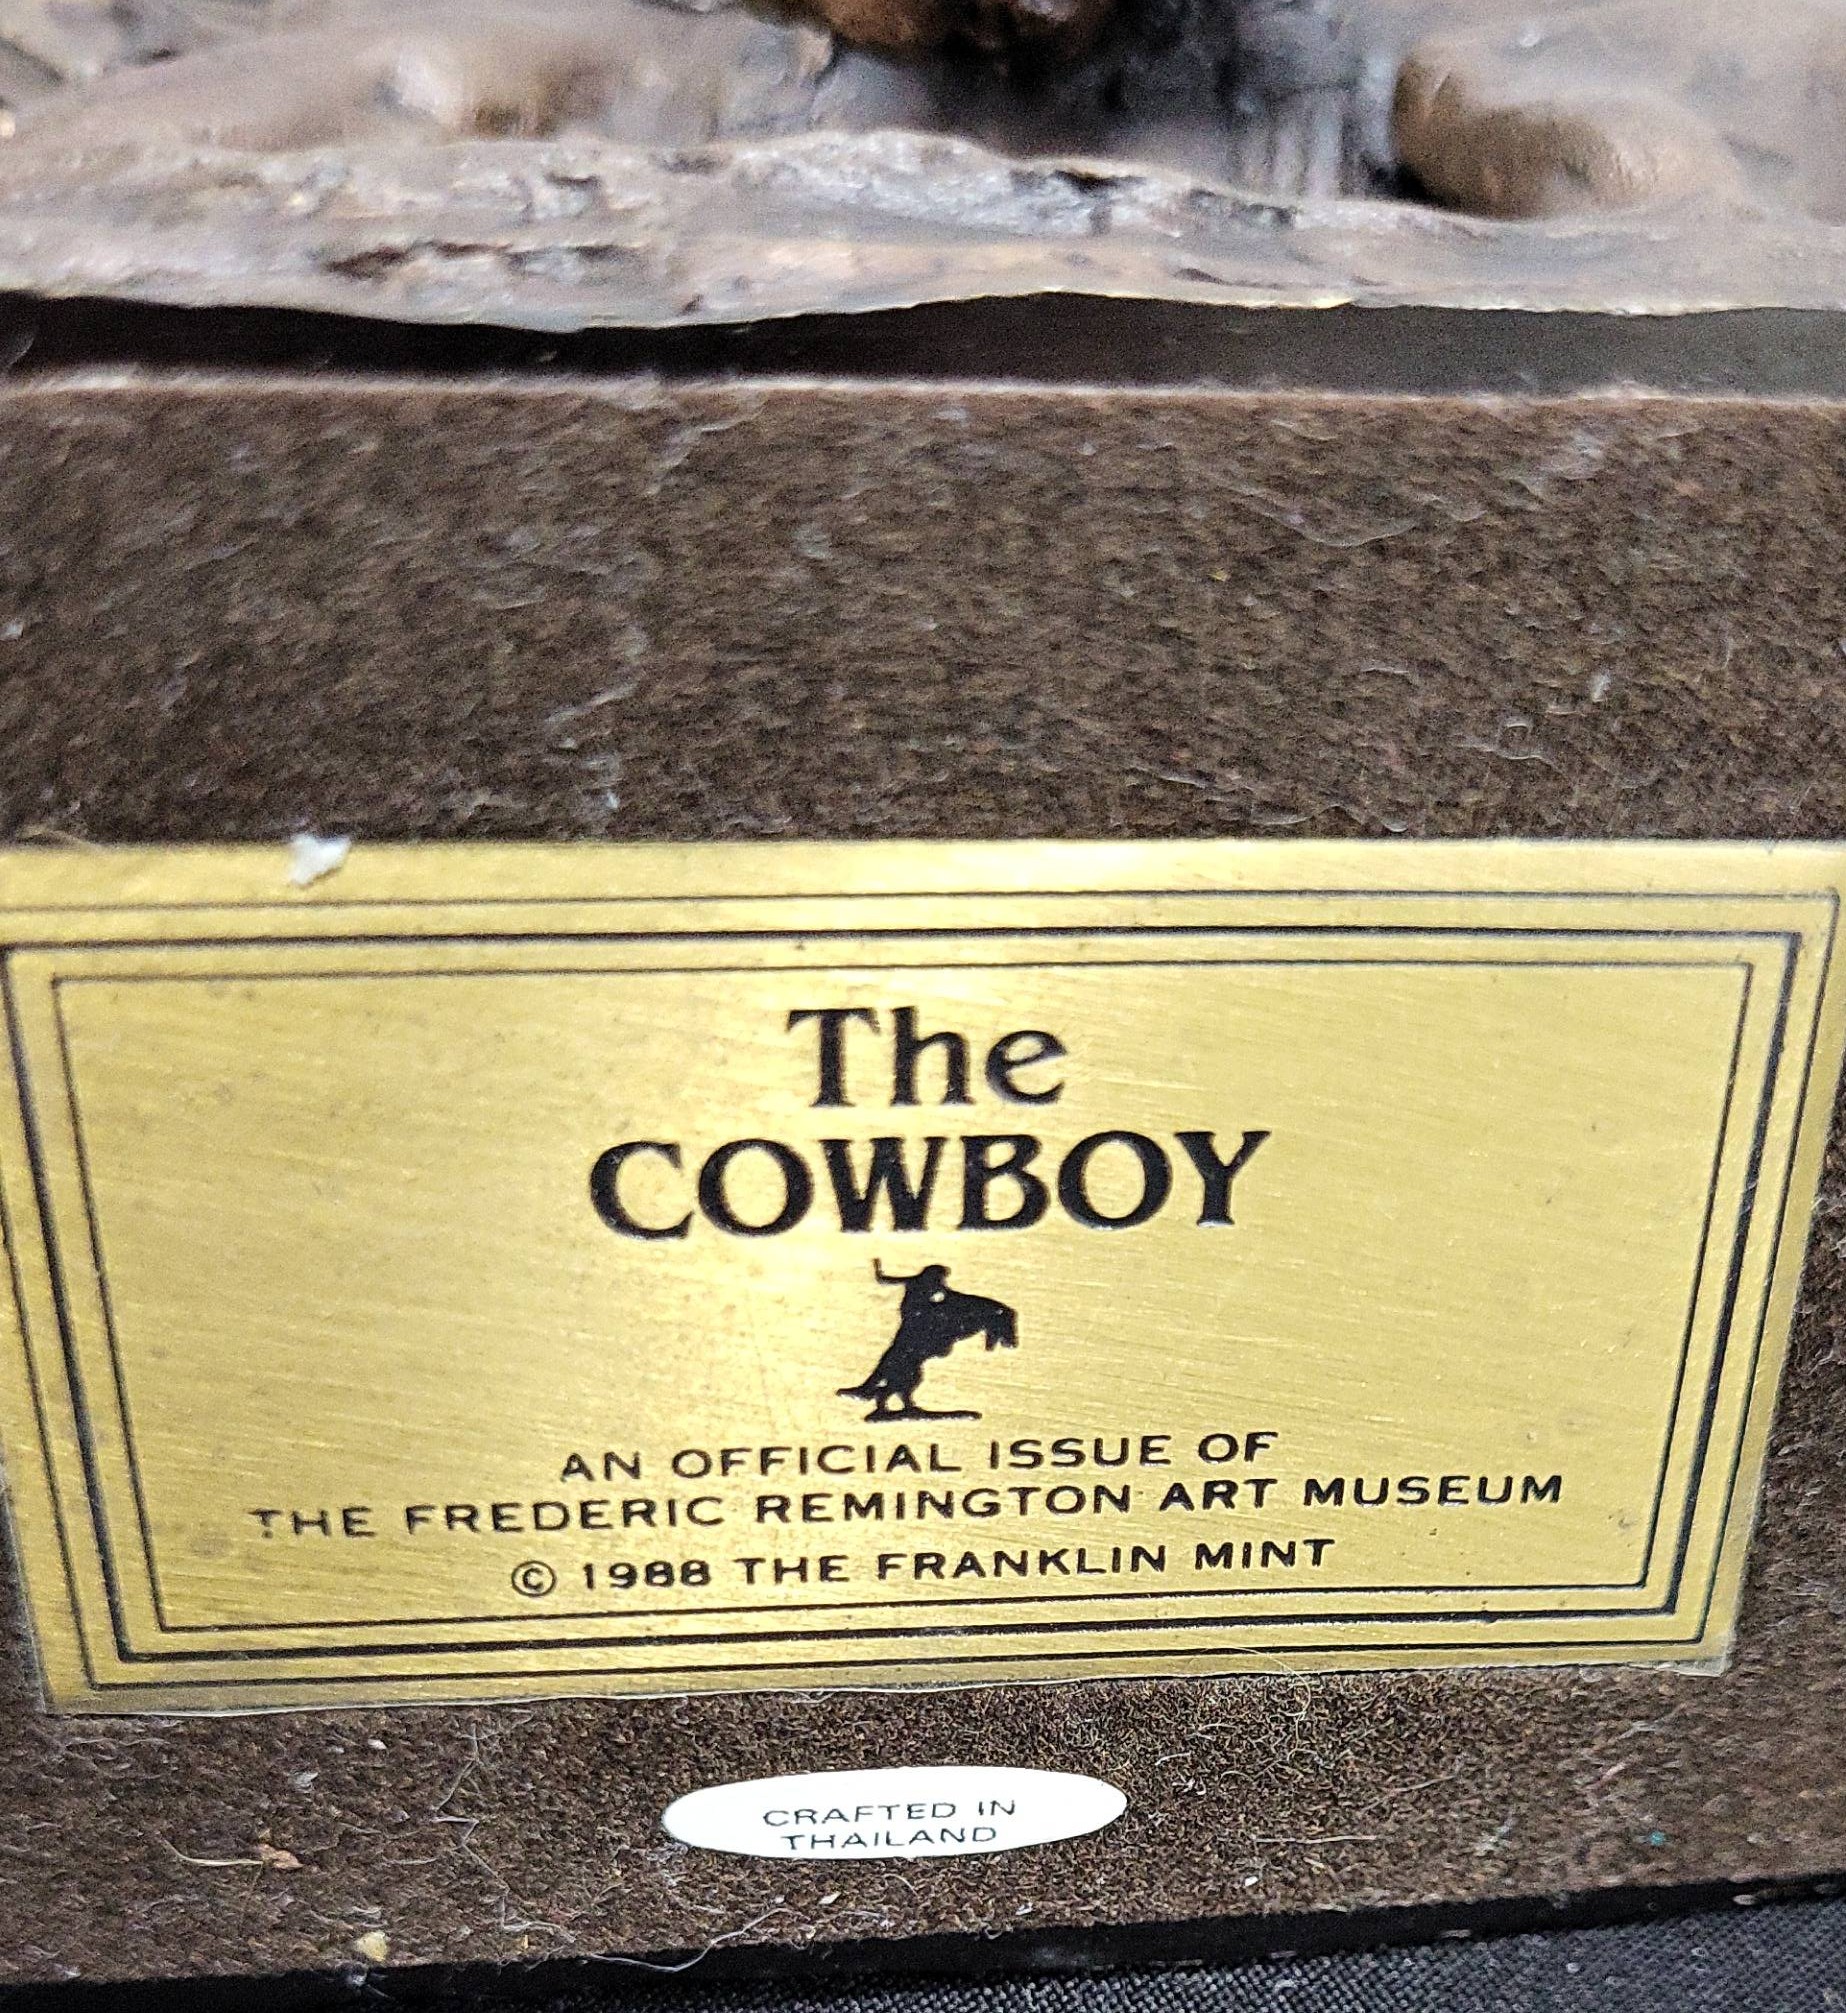 The
COWBOY
AN OFFICIAL ISSUE OF
THE FREDERIC REMINGTON ART MUSEUM
© 1988 THE FRANKLIN MINT
CRAFTED IN
THAILAND